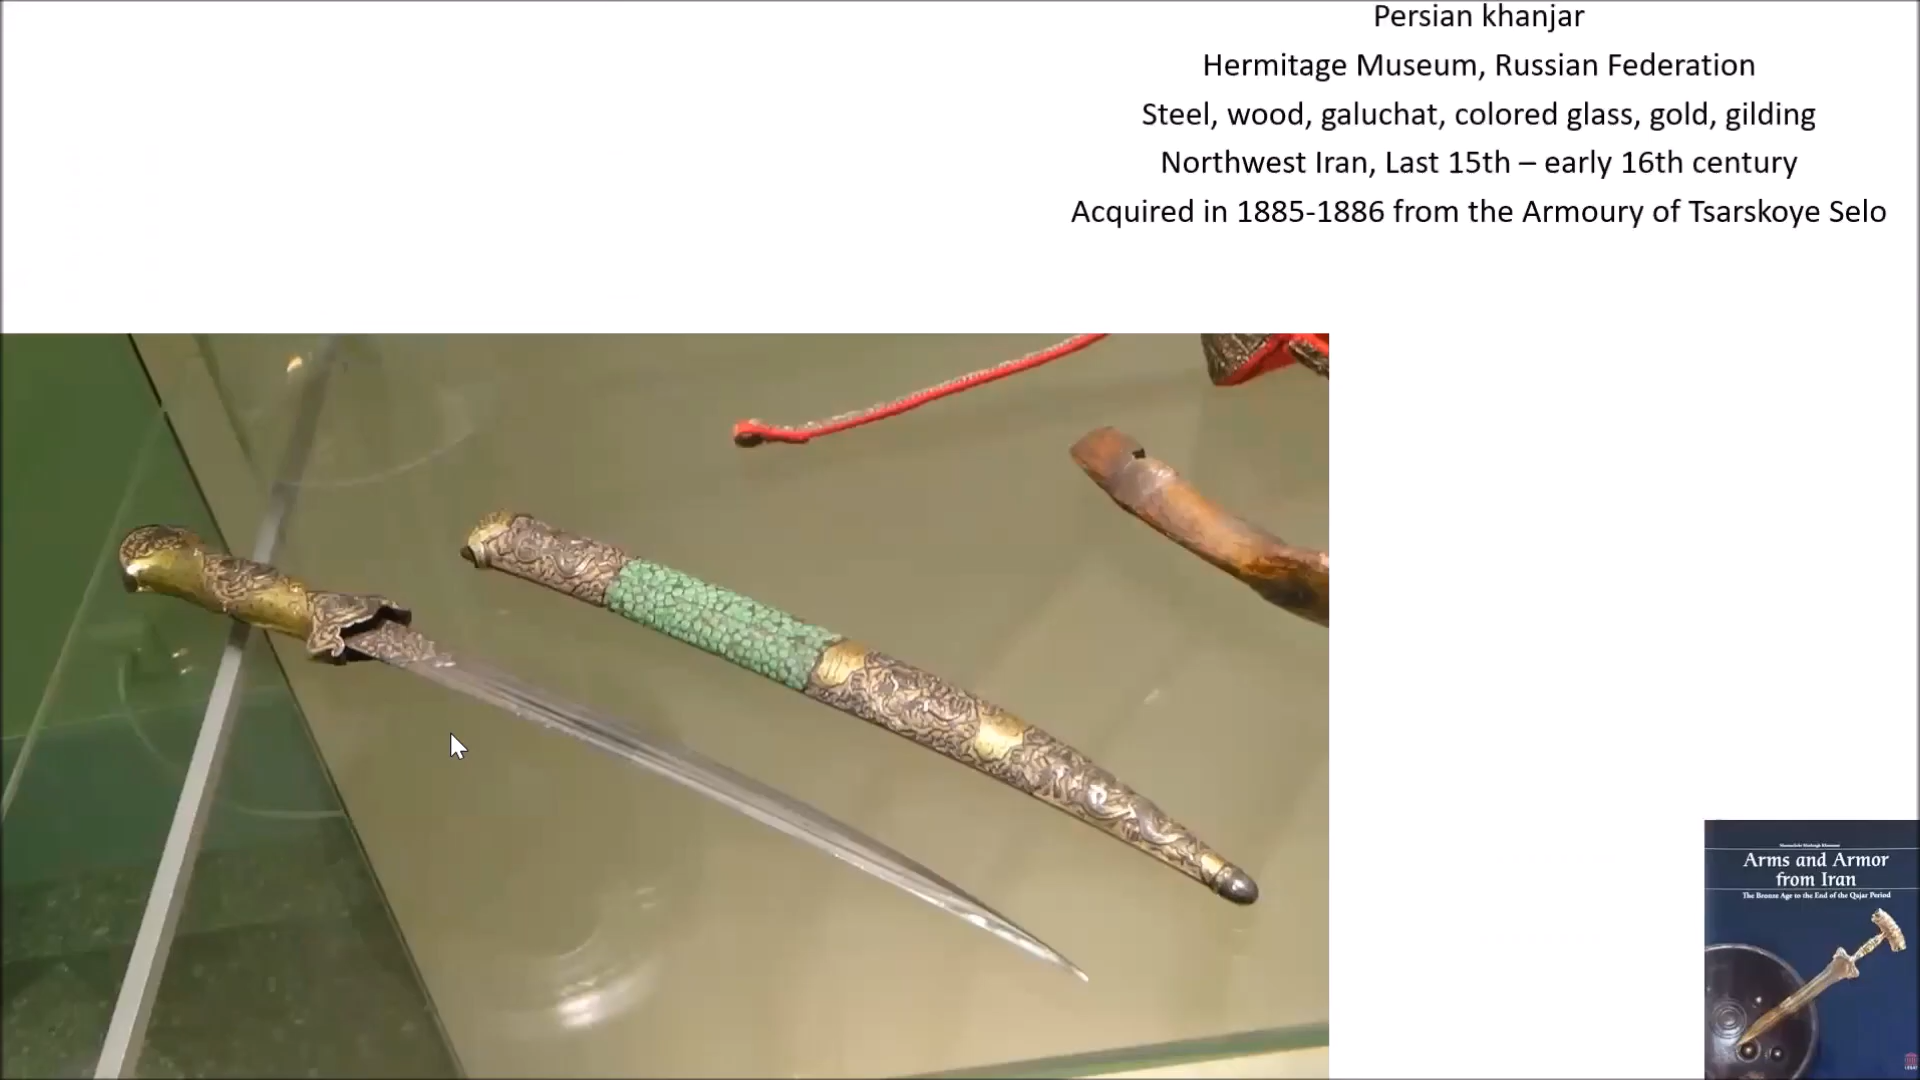 Persian khanjar
Hermitage Museum, Russian Federation
Steel, wood, galuchat, colored glass, gold, gilding
Northwest Iran, Last 15th – early 16th century
Acquired in 1885-1886 from the Armoury of Tsarskoye Selo
Arms and Armor
from Iran
The Bronze Age to the End of the Qajar Period